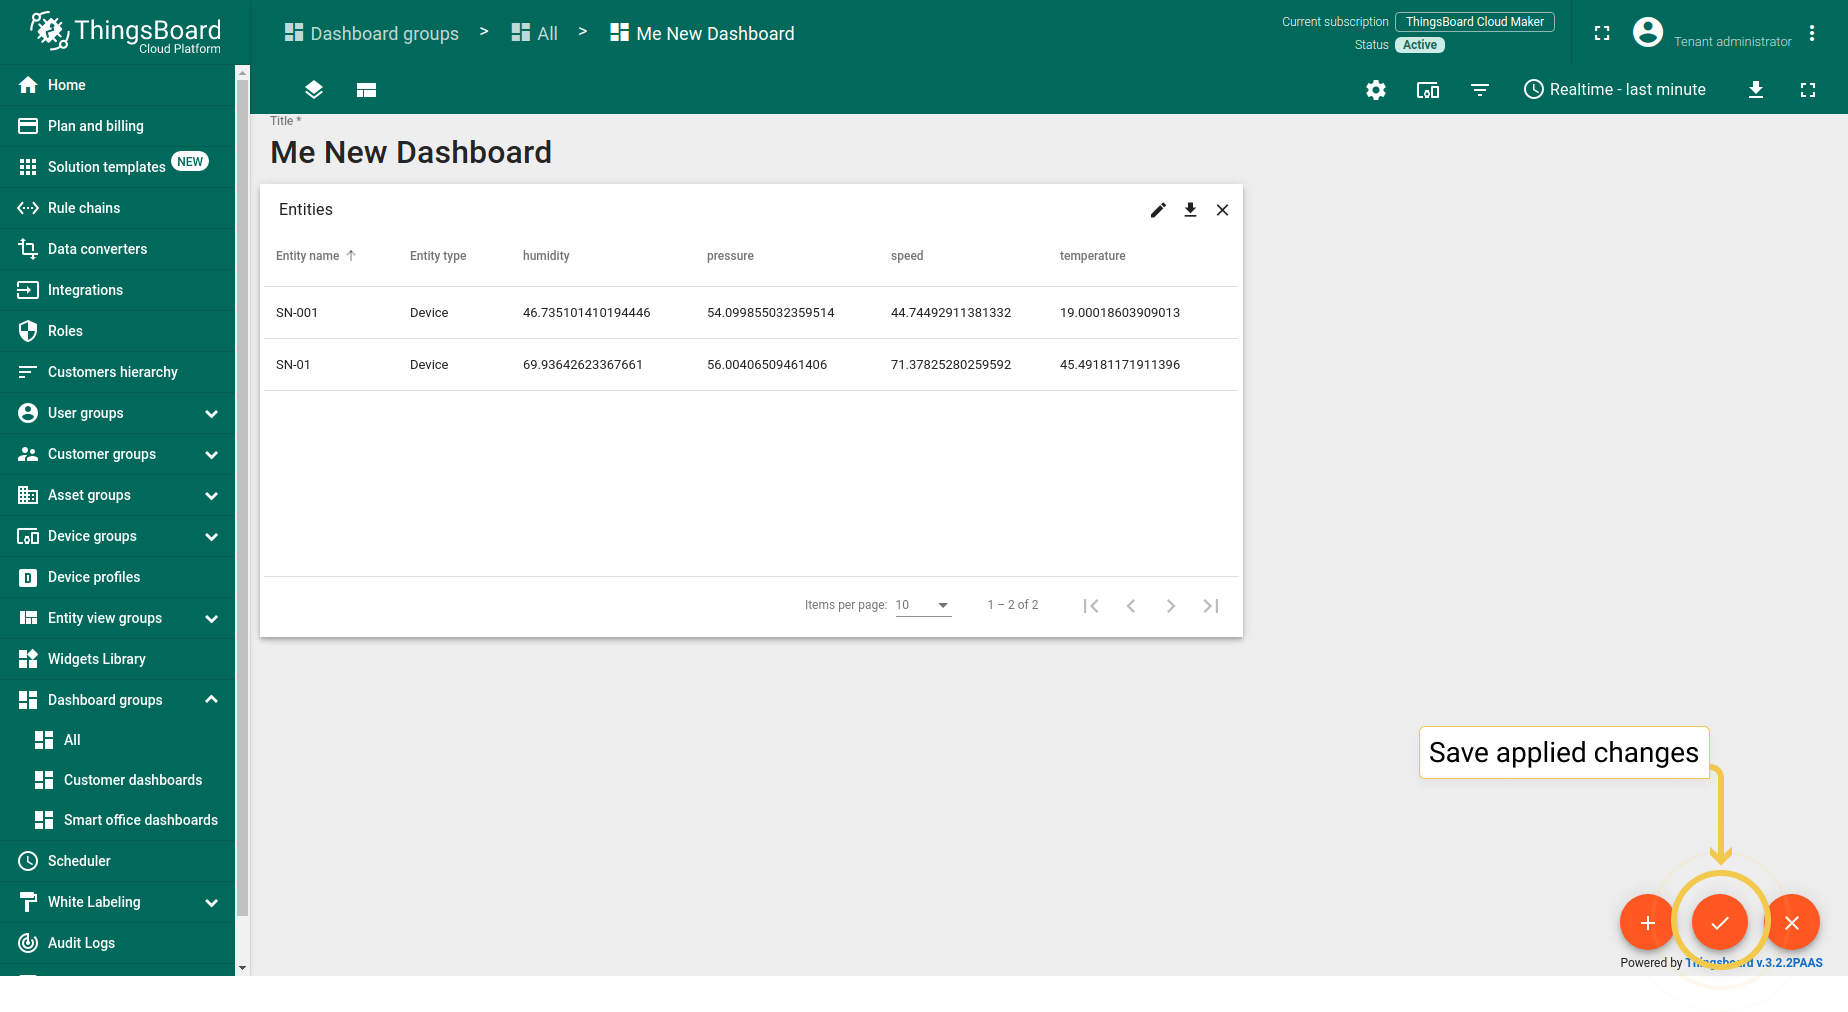 ThingsBoard
Cloud Platform
Dashboard groups > All > Me New Dashboard
Current subscription ThingsBoard Cloud Maker
Status Active
Tenant administrator
Realtime - last minute
Home
Plan and billing
Solution templates NEW
Rule chains
Data converters
Integrations
Roles
Customers hierarchy
User groups
Customer groups
Asset groups
Device groups
Device profiles
Entity view groups
Widgets Library
Dashboard groups
All
Customer dashboards
Smart office dashboards
Scheduler
White Labeling
Audit Logs
Title *
Me New Dashboard
Entities
Entity name Entity type humidity pressure speed temperature
SN-001 Device 46.735101410194446 54.099855032359514 44.74492911381332 19.00018603909013
SN-01 Device 69.93642623367661 56.00406509461406 71.37825280259592 45.49181171911396
Items per page: 10 1 – 2 of 2
Save applied changes
Powered by Thingsboard v.3.2.2PAAS